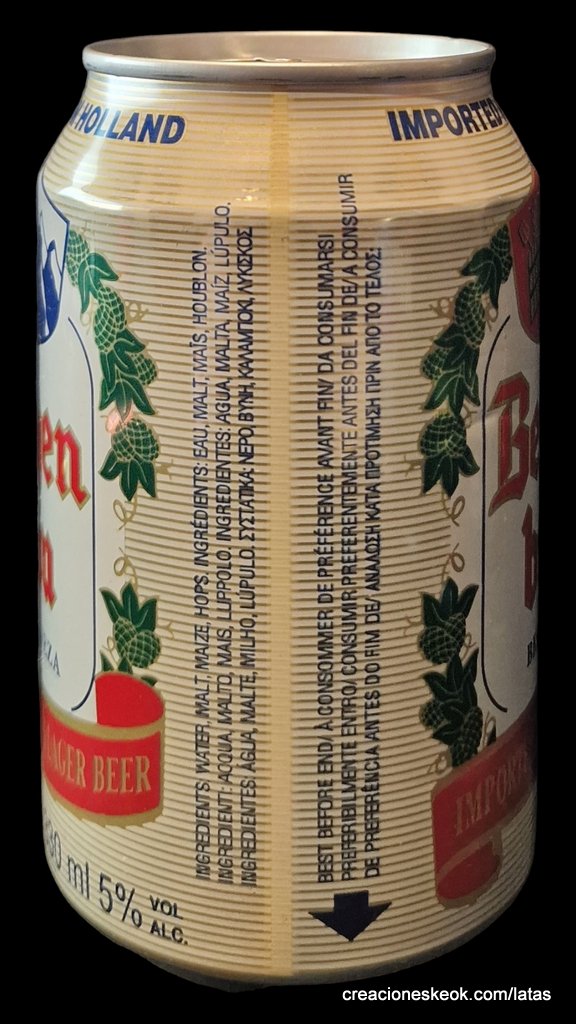 HOLLAND
IMPORTED
INGREDIENTS WATER, MALT, MAIZE, HOPS. INGRÉDIENTS: EAU, MALT, MAÏS, HOUBLON.
INGREDIENTI: ACQUA, MALTO, MAIS, LUPPOLO. INGREDIENTES: AGUA, MALTA, MAÍZ, LÚPULO.
INGREDIENTES AGUA, MALTE, MILHO, LÚPULO. ΣΥΣΤΑΤΙΚΑ: ΝΕΡΟ, ΒΥΝΗ, ΚΑΛΑΜΠΟΚΙ, ΛΥΚΙΣΚΟΣ
BEST BEFORE END/ À CONSOMMER DE PRÉFÉRENCE AVANT FIN/ DA CONSUMARSI
PREFERIBILMENTE ENTRO/ CONSUMIR PREFERENTEMENTE ANTES DEL FIN DE/ A CONSUMIR
DE PREFERÊNCIA ANTES DO FIM DE/ ΑΝΑΛΩΣΗ ΚΑΤΑ ΠΡΟΤΙΜΗΣΗ ΠΡΙΝ ΑΠΟ ΤΟ ΤΕΛΟΣ:
LAGER BEER
ml 5% VOL
ALC.
creacioneskeok.com/latas